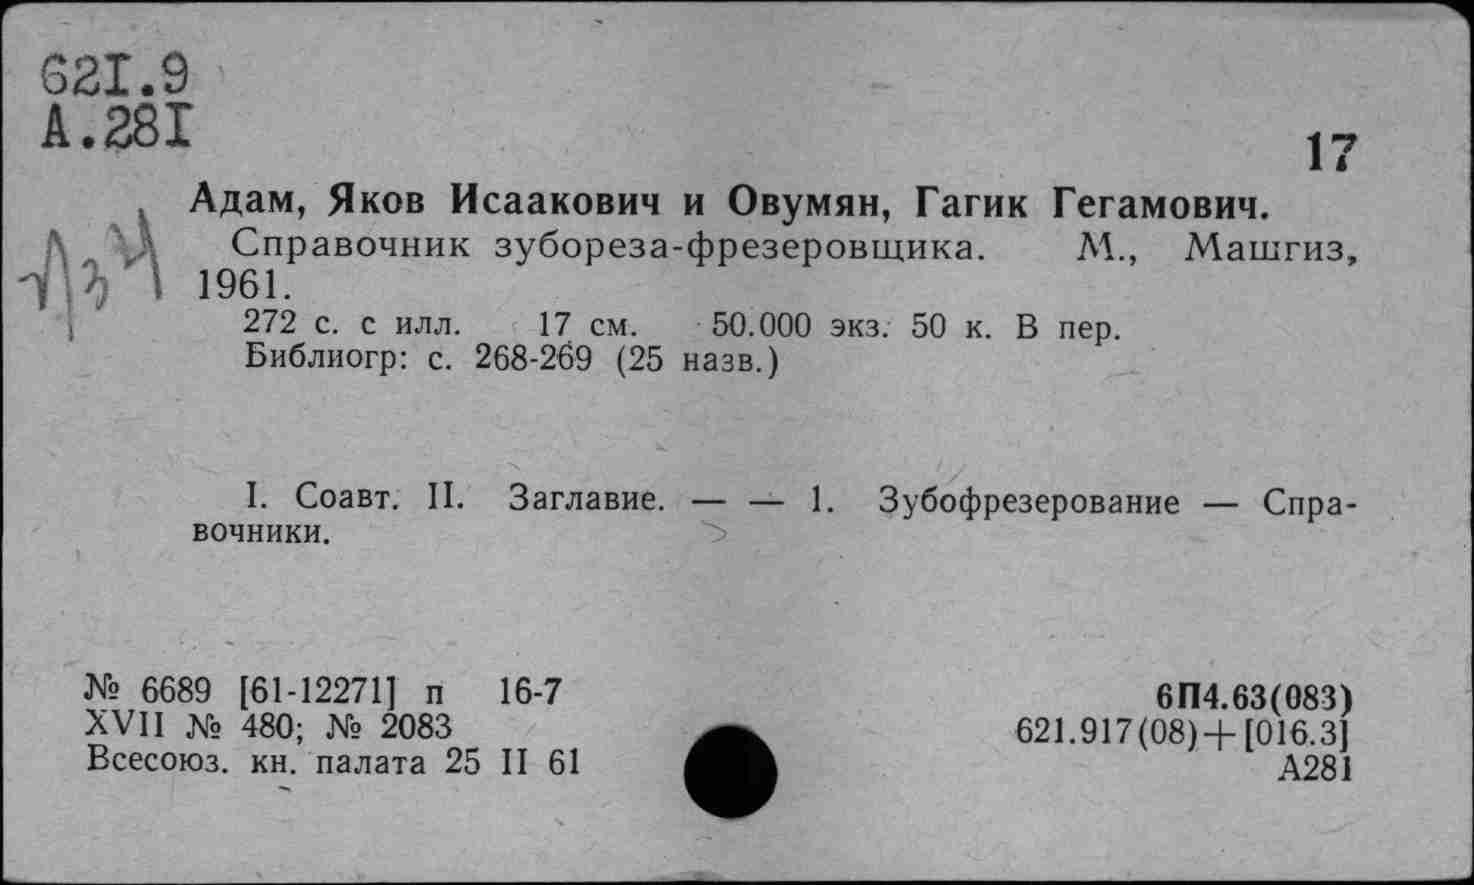 621.9
А.281
17
Адам, Яков Исаакович и Овумян, Гагик Гегамович.
Справочник зубореза-фрезеровщика. М., Машгиз,
1961.
272 с. с илл. 17 см. 50.000 экз. 50 к. В пер.
Библиогр: с. 268-269 (25 назв.)
I. Соавт. II. Заглавие. — — 1. Зубофрезерование — Спра-
вочники.
№ 6689 [61-12271] п 16-7
XVII № 480; № 2083
Всесоюз. кн. палата 25 II 61
6П4.63(083)
621.917(08)+[016.3]
А281